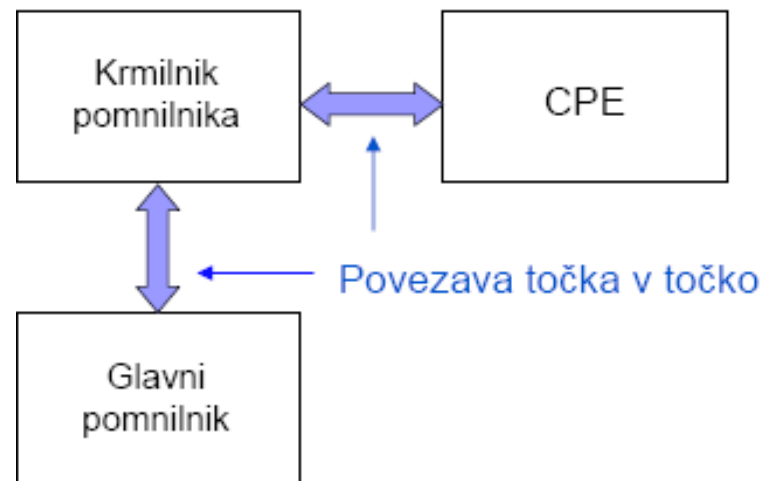 Krmilnik
pomnilnika
CPE
Povezava točka v točko
Glavni
pomnilnik